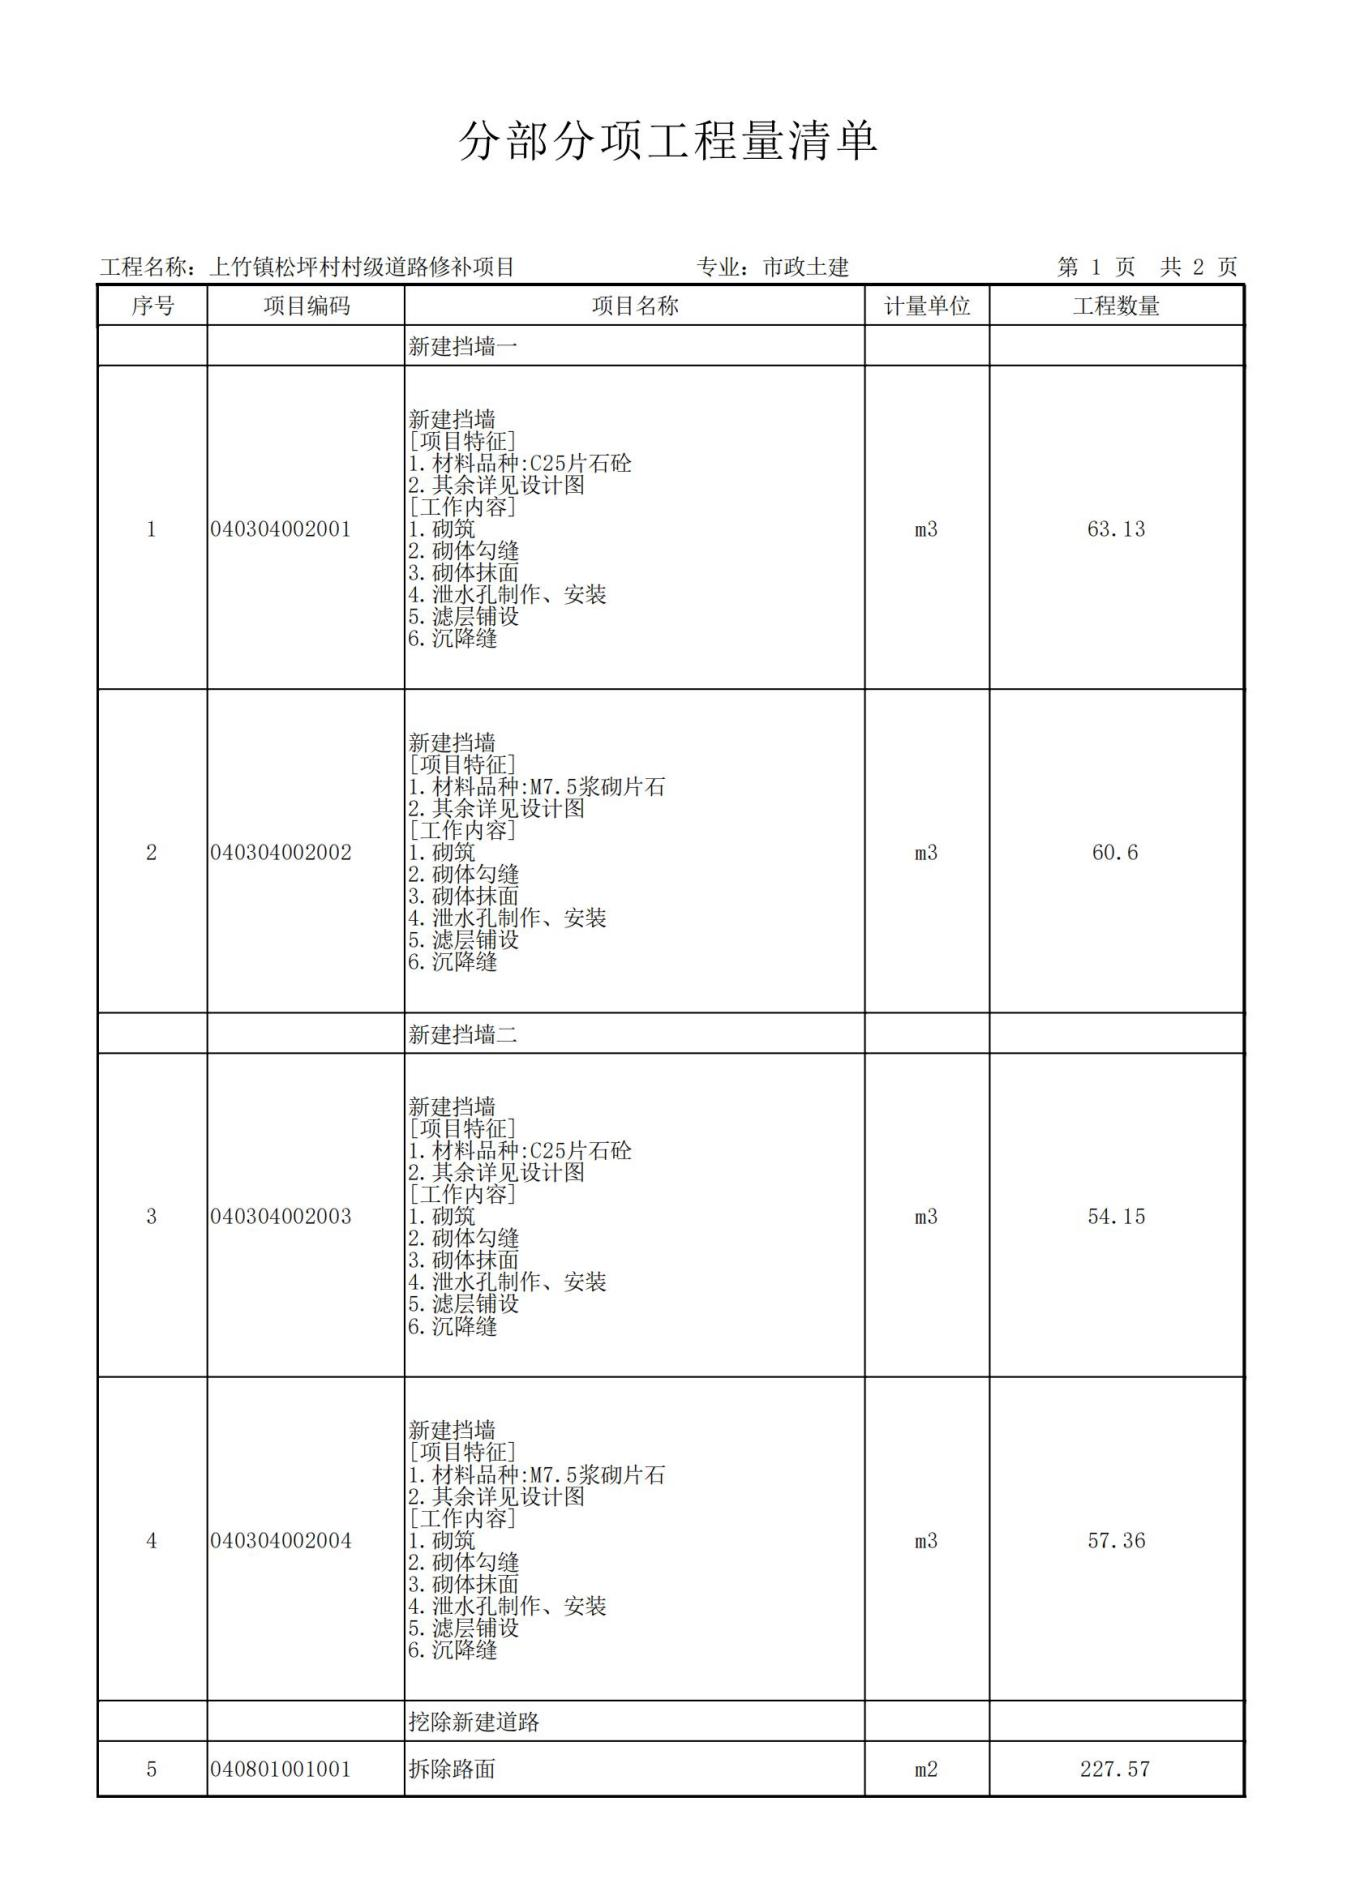 分部分项工程量清单
工程名称：上竹镇松坪村村级道路修补项目 专业：市政土建 第 1 页 共 2 页
序号 项目编码 项目名称 计量单位 工程数量
新建挡墙一
1 040304002001 新建挡墙 m3 63.13
[项目特征]
1.材料品种:C25片石砼
2.其余详见设计图
[工作内容]
1.砌筑
2.砌体勾缝
3.砌体抹面
4.泄水孔制作、安装
5.滤层铺设
6.沉降缝
2 040304002002 新建挡墙 m3 60.6
[项目特征]
1.材料品种:M7.5浆砌片石
2.其余详见设计图
[工作内容]
1.砌筑
2.砌体勾缝
3.砌体抹面
4.泄水孔制作、安装
5.滤层铺设
6.沉降缝
新建挡墙二
3 040304002003 新建挡墙 m3 54.15
[项目特征]
1.材料品种:C25片石砼
2.其余详见设计图
[工作内容]
1.砌筑
2.砌体勾缝
3.砌体抹面
4.泄水孔制作、安装
5.滤层铺设
6.沉降缝
4 040304002004 新建挡墙 m3 57.36
[项目特征]
1.材料品种:M7.5浆砌片石
2.其余详见设计图
[工作内容]
1.砌筑
2.砌体勾缝
3.砌体抹面
4.泄水孔制作、安装
5.滤层铺设
6.沉降缝
挖除新建道路
5 040801001001 拆除路面 m2 227.57